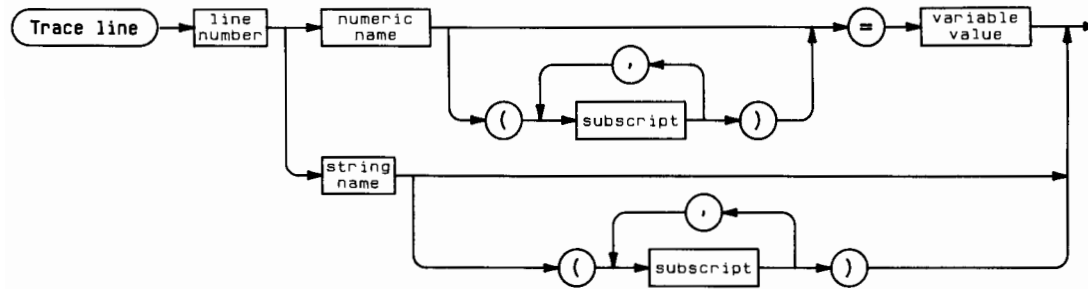 Trace line
line
number
numeric
name
=
variable
value
,
(
subscript
)
string
name
,
(
subscript
)